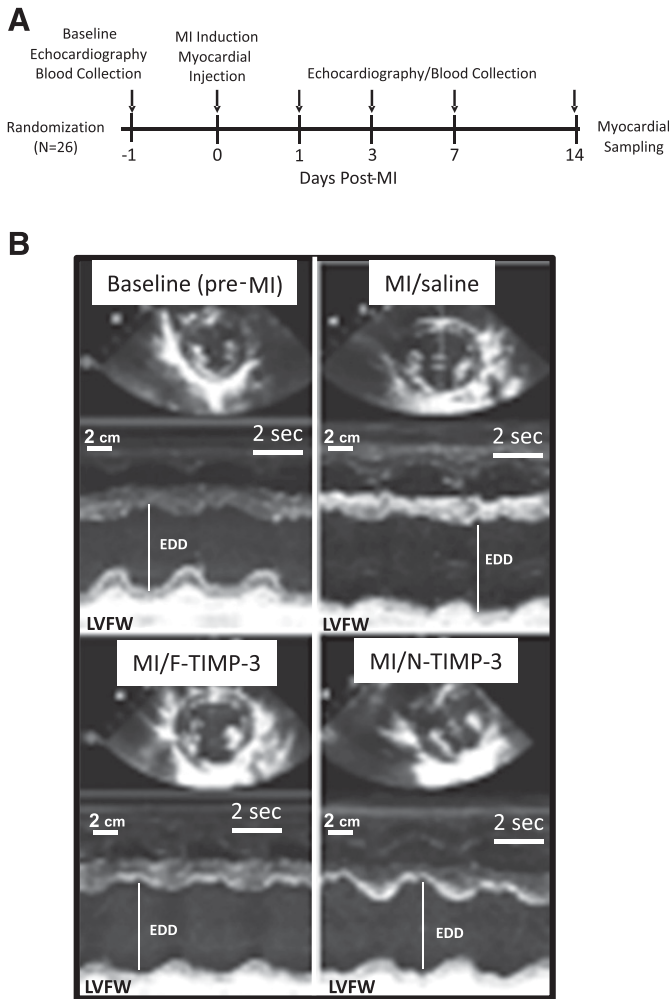 A
Baseline
Echocardiography
Blood Collection
MI Induction
Myocardial
Injection
Echocardiography/Blood Collection
Randomization
(N=26)
Myocardial
Sampling
-1 0 1 3 7 14
Days Post-MI
B
Baseline (pre-MI)
MI/saline
2 cm
2 sec
2 cm
2 sec
EDD
EDD
LVFW
LVFW
MI/F-TIMP-3
MI/N-TIMP-3
2 cm
2 sec
2 cm
2 sec
EDD
EDD
LVFW
LVFW